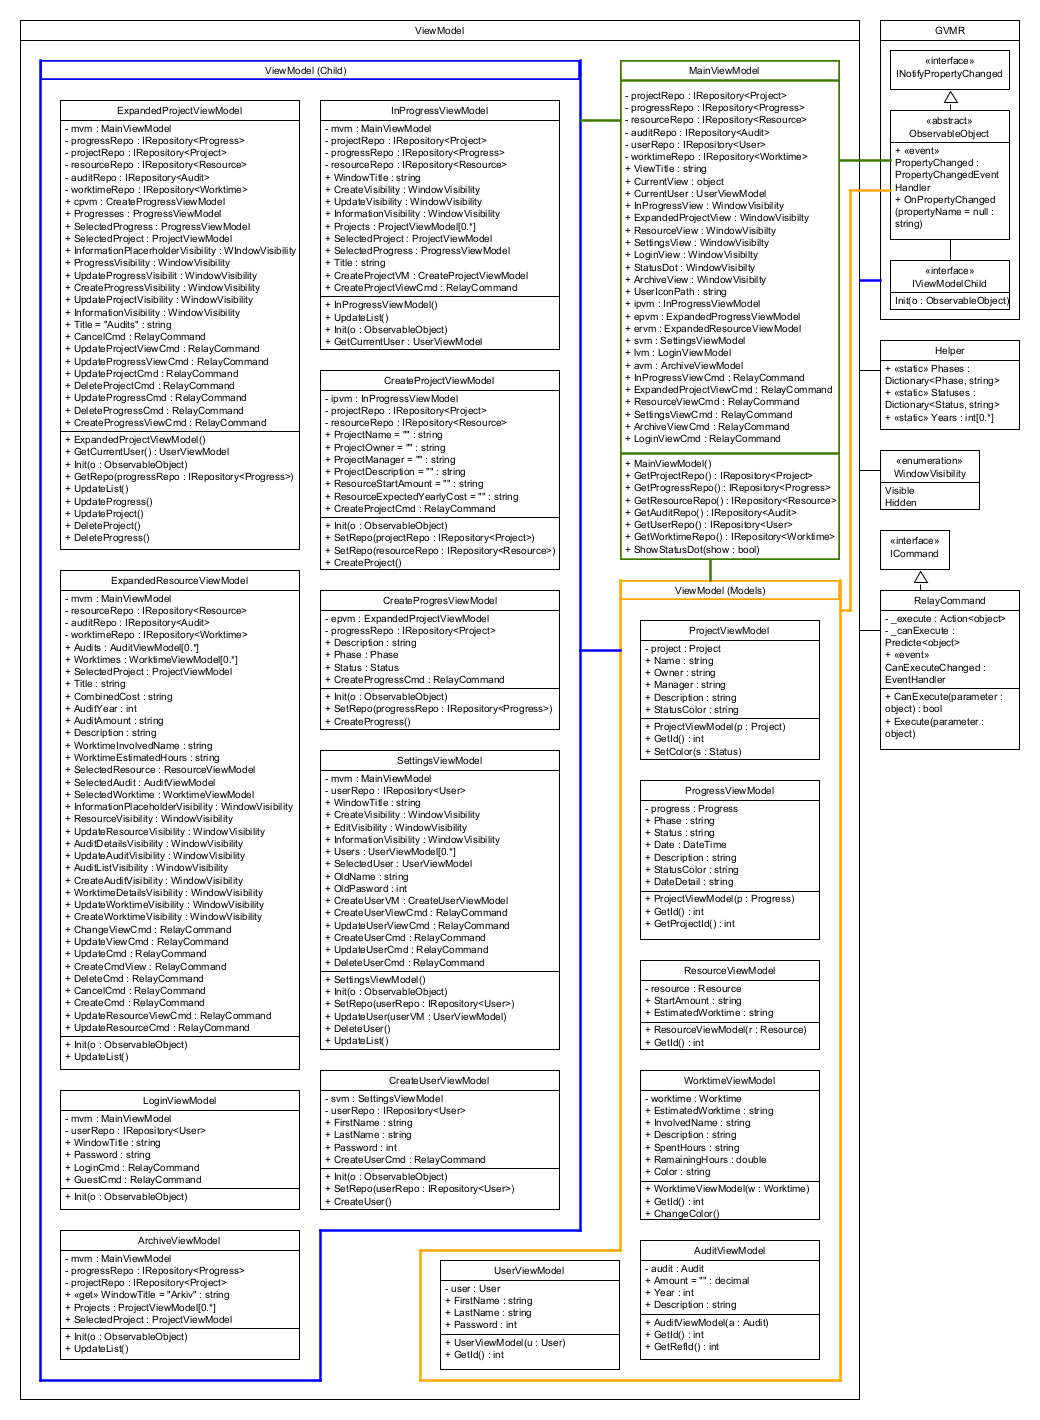 ViewModel
ViewModel (Child)
ExpandedProjectViewModel
- mvm : MainViewModel
- progressRepo : IRepository<Progress>
- projectRepo : IRepository<Project>
- resourceRepo : IRepository<Resource>
- auditRepo : IRepository<Audit>
- worktimeRepo : IRepository<Worktime>
+ cpvm : CreateProgressViewModel
+ Progresses : ProgressViewModel
+ SelectedProgress : ProgressViewModel
+ SelectedProject : ProjectViewModel
+ InformationPlacerholderVisibility : WIndowVisibility
+ ProgressVisibility : WindowVisibility
+ UpdateProgressVisibilit : WindowVisibility
+ CreateProgressVisibility : WindowVisibility
+ UpdateProjectVisibility : WindowVisibility
+ InformationVisibility : WindowVisibility
+ Title = "Audits" : string
+ CancelCmd : RelayCommand
+ UpdateProjectViewCmd : RelayCommand
+ UpdateProgressViewCmd : RelayCommand
+ UpdateProjectCmd : RelayCommand
+ DeleteProjectCmd : RelayCommand
+ UpdateProgressCmd : RelayCommand
+ DeleteProgressCmd : RelayCommand
+ CreateProgressViewCmd : RelayCommand
+ ExpandedProjectViewModel()
+ GetCurrentUser() : UserViewModel
+ Init(o : ObservableObject)
+ GetRepo(progressRepo : IRepository<Progress>)
+ UpdateList()
+ UpdateProgress()
+ UpdateProject()
+ DeleteProject()
+ DeleteProgress()
ExpandedResourceViewModel
- mvm : MainViewModel
- resourceRepo : IRepository<Resource>
- auditRepo : IRepository<Audit>
- worktimeRepo : IRepository<Worktime>
+ Audits : AuditViewModel[0.*]
+ Worktimes : WorktimeViewModel[0.*]
+ SelectedProject : ProjectViewModel
+ Title : string
+ CombinedCost : string
+ AuditYear : int
+ AuditAmount : string
+ Description : string
+ WorktimeInvolvedName : string
+ WorktimeEstimatedHours : string
+ SelectedResource : ResourceViewModel
+ SelectedAudit : AuditViewModel
+ SelectedWorktime : WorktimeViewModel
+ InformationPlaceholderVisibility : WindowVisibility
+ ResourceVisibility : WindowVisibility
+ UpdateResourceVisibility : WindowVisibility
+ AuditDetailsVisibility : WindowVisibility
+ UpdateAuditVisibility : WindowVisibility
+ AuditListVisibility : WindowVisibility
+ CreateAuditVisibility : WindowVisibility
+ WorktimeDetailsVisibility : WindowVisibility
+ UpdateWorktimeVisibility : WindowVisibility
+ CreateWorktimeVisibility : WindowVisibility
+ ChangeViewCmd : RelayCommand
+ UpdateViewCmd : RelayCommand
+ UpdateCmd : RelayCommand
+ CreateCmdView : RelayCommand
+ DeleteCmd : RelayCommand
+ CancelCmd : RelayCommand
+ CreateCmd : RelayCommand
+ UpdateResourceViewCmd : RelayCommand
+ UpdateResourceCmd : RelayCommand
+ Init(o : ObservableObject)
+ UpdateList()
LoginViewModel
- mvm : MainViewModel
- userRepo : IRepository<User>
+ WindowTitle : string
+ Password : string
+ LoginCmd : RelayCommand
+ GuestCmd : RelayCommand
+ Init(o : ObservableObject)
ArchiveViewModel
- mvm : MainViewModel
- progressRepo : IRepository<Progress>
- projectRepo : IRepository<Project>
+ «get» WindowTitle = "Arkiv" : string
+ Projects : ProjectViewModel[0.*]
+ SelectedProject : ProjectViewModel
+ Init(o : ObservableObject)
+ UpdateList()
InProgressViewModel
- mvm : MainViewModel
- projectRepo : IRepository<Project>
- progressRepo : IRepository<Progress>
- resourceRepo : IRepository<Resource>
+ WindowTitle : string
+ CreateVisibility : WindowVisibility
+ UpdateVisibility : WindowVisibility
+ InformationVisibility : WindowVisibility
+ Projects : ProjectViewModel[0.*]
+ SelectedProject : ProjectViewModel
+ SelectedProgress : ProgressViewModel
+ Title : string
+ CreateProjectVM : CreateProjectViewModel
+ CreateProjectViewCmd : RelayCommand
+ InProgressViewModel()
+ UpdateList()
+ Init(o : ObservableObject)
+ GetCurrentUser : UserViewModel
CreateProjectViewModel
- ipvm : InProgressViewModel
- projectRepo : IRepository<Project>
- resourceRepo : IRepository<Resource>
+ ProjectName = "" : string
+ ProjectOwner = "" : string
+ ProjectManager = "" : string
+ ProjectDescription = "" : string
+ ResourceStartAmount = "" : string
+ ResourceExpectedYearlyCost = "" : string
+ CreateProjectCmd : RelayCommand
+ Init(o : ObservableObject)
+ SetRepo(projectRepo : IRepository<Project>)
+ SetRepo(resourceRepo : IRepository<Resource>)
+ CreateProject()
CreateProgresViewModel
- epvm : ExpandedProjectViewModel
- progressRepo : IRepository<Project>
+ Description : string
+ Phase : Phase
+ Status : Status
+ CreateProgressCmd : RelayCommand
+ Init(o : ObservableObject)
+ SetRepo(progressRepo : IRepository<Progress>)
+ CreateProgress()
SettingsViewModel
- mvm : MainViewModel
- userRepo : IRepository<User>
+ WindowTitle : string
+ CreateVisibility : WindowVisibility
+ EditVisibility : WindowVisibility
+ InformationVisibility : WindowVisibility
+ Users : UserViewModel[0.*]
+ SelectedUser : UserViewModel
+ OldName : string
+ OldPasword : int
+ CreateUserVM : CreateUserViewModel
+ CreateUserViewCmd : RelayCommand
+ UpdateUserViewCmd : RelayCommand
+ CreateUserCmd : RelayCommand
+ UpdateUserCmd : RelayCommand
+ DeleteUserCmd : RelayCommand
+ SettingsViewModel()
+ Init(o : ObservableObject)
+ SetRepo(userRepo : IRepository<User>)
+ UpdateUser(userVM : UserViewModel)
+ DeleteUser()
+ UpdateList()
CreateUserViewModel
- svm : SettingsViewModel
- userRepo : IRepository<User>
+ FirstName : string
+ LastName : string
+ Password : int
+ CreateUserCmd : RelayCommand
+ Init(o : ObservableObject)
+ SetRepo(userRepo : IRepository<User>)
+ CreateUser()
MainViewModel
- projectRepo : IRepository<Project>
- progressRepo : IRepository<Progress>
- resourceRepo : IRepository<Resource>
- auditRepo : IRepository<Audit>
- userRepo : IRepository<User>
- worktimeRepo : IRepository<Worktime>
+ ViewTitle : string
+ CurrentView : object
+ CurrentUser : UserViewModel
+ InProgressView : WindowVisibility
+ ExpandedProjectView : WindowVisibilty
+ ResourceView : WindowVisibilty
+ SettingsView : WindowVisibilty
+ LoginView : WindowVisibilty
+ StatusDot : WindowVisibilty
+ ArchiveView : WindowVisibilty
+ UserIconPath : string
+ ipvm : InProgressViewModel
+ epvm : ExpandedProgressViewModel
+ ervm : ExpandedResourceViewModel
+ svm : SettingsViewModel
+ lvm : LoginViewModel
+ avm : ArchiveViewModel
+ InProgressViewCmd : RelayCommand
+ ExpandedProjectViewCmd : RelayCommand
+ ResourceViewCmd : RelayCommand
+ SettingsViewCmd : RelayCommand
+ ArchiveViewCmd : RelayCommand
+ LoginViewCmd : RelayCommand
+ MainViewModel()
+ GetProjectRepo() : IRepository<Project>
+ GetProgressRepo() : IRepository<Progress>
+ GetResourceRepo() : IRepository<Resource>
+ GetAuditRepo() : IRepository<Audit>
+ GetUserRepo() : IRepository<User>
+ GetWorktimeRepo() : IRepository<Worktime>
+ ShowStatusDot(show : bool)
ViewModel (Models)
ProjectViewModel
- project : Project
+ Name : string
+ Owner : string
+ Manager : string
+ Description : string
+ StatusColor : string
+ ProjectViewModel(p : Project)
+ GetId() : int
+ SetColor(s : Status)
ProgressViewModel
- progress : Progress
+ Phase : string
+ Status : string
+ Date : DateTime
+ Description : string
+ StatusColor : string
+ DateDetail : string
+ ProjectViewModel(p : Progress)
+ GetId() : int
+ GetProjectId() : int
ResourceViewModel
- resource : Resource
+ StartAmount : string
+ EstimatedWorktime : string
+ ResourceViewModel(r : Resource)
+ GetId() : int
WorktimeViewModel
- worktime : Worktime
+ EstimatedWorktime : string
+ InvolvedName : string
+ Description : string
+ SpentHours : string
+ RemainingHours : double
+ Color : string
+ WorktimeViewModel(w : Worktime)
+ GetId() : int
+ ChangeColor()
AuditViewModel
- audit : Audit
+ Amount = "" : decimal
+ Year : int
+ Description : string
+ AuditViewModel(a : Audit)
+ GetId() : int
+ GetRefId() : int
UserViewModel
- user : User
+ FirstName : string
+ LastName : string
+ Password : int
+ UserViewModel(u : User)
+ GetId() : int
GVMR
«interface»
INotifyPropertyChanged
«abstract»
ObservableObject
+ «event»
PropertyChanged :
PropertyChangedEvent
Handler
+ OnPropertyChanged
(propertyName = null :
string)
«interface»
IViewModelChild
Init(o : ObservableObject)
Helper
+ «static» Phases :
Dictionary<Phase, string>
+ «static» Statuses :
Dictionary<Status, string>
+ «static» Years : int[0.*]
«enumeration»
WindowVisibility
Visible
Hidden
«interface»
ICommand
RelayCommand
- _execute : Action<object>
- _canExecute :
Predicte<object>
+ «event»
CanExecuteChanged :
EventHandler
+ CanExecute(parameter :
object) : bool
+ Execute(parameter :
object)